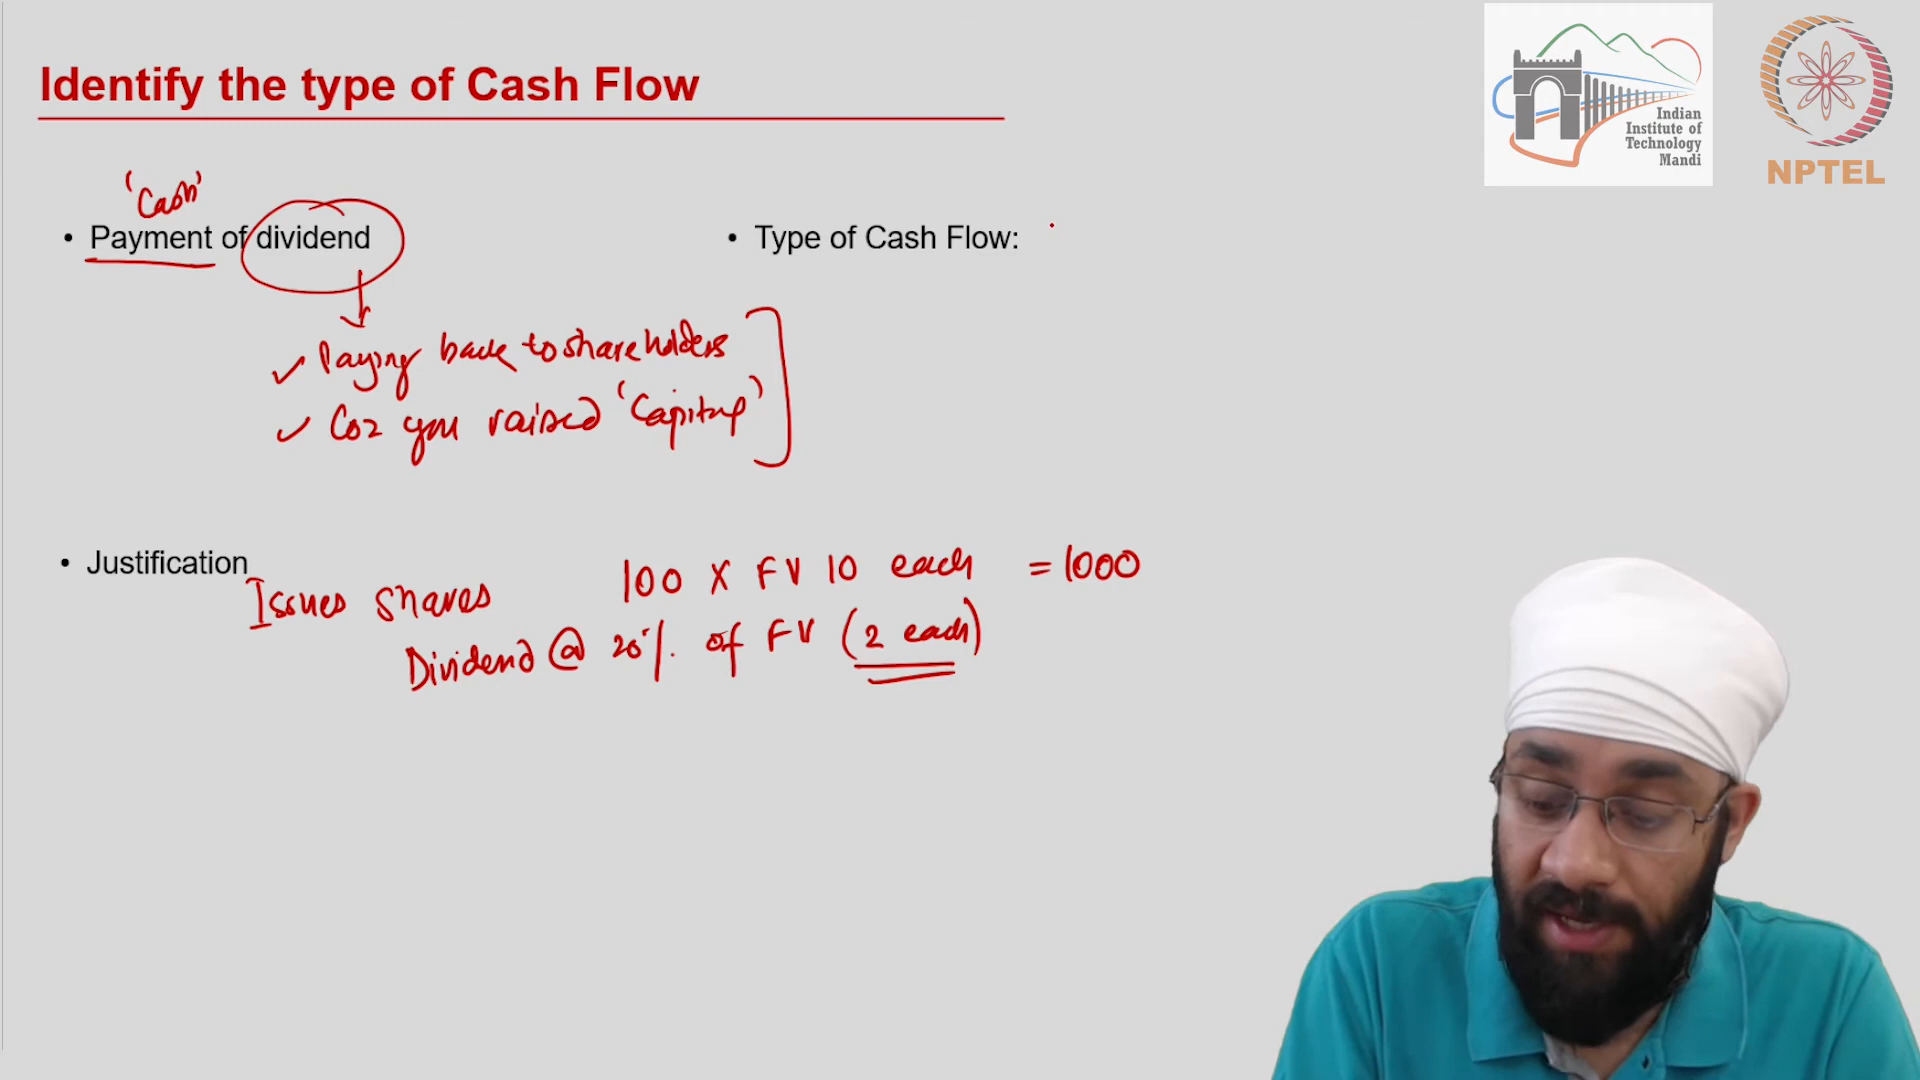 Identify the type of Cash Flow
Indian
Institute of
Technology
Mandi
NPTEL
'Cash'
• Payment of dividend
• Type of Cash Flow:
✓ Paying back to shareholders
✓ Coz you raised 'Capital'
• Justification
Issues shares 100 X FV 10 each = 1000
Dividend @ 20% of FV (2 each)